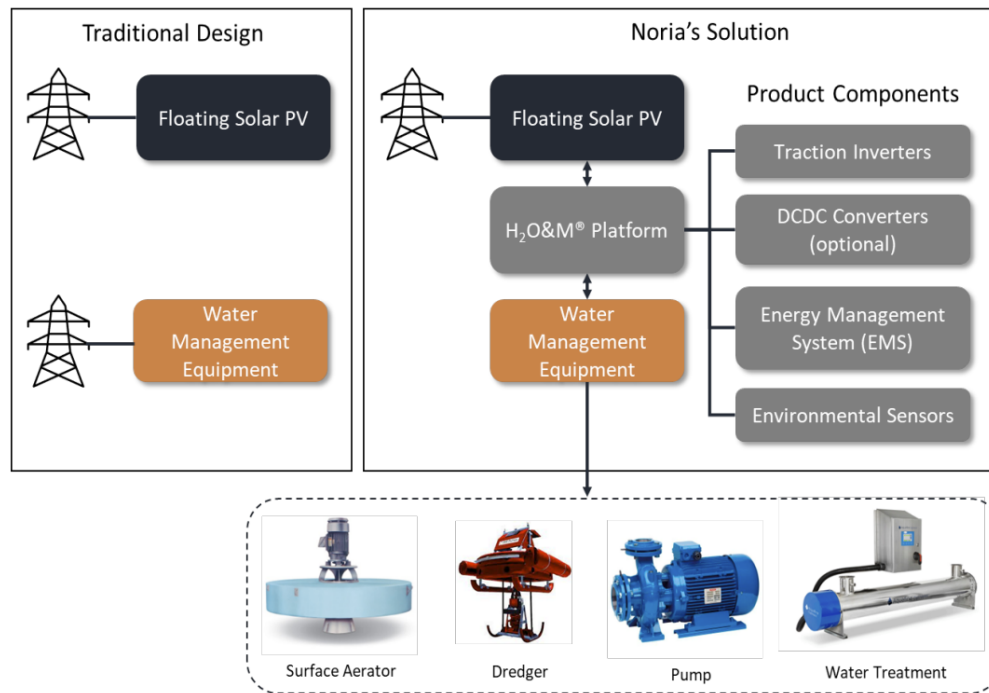 Traditional Design
Floating Solar PV
Water
Management
Equipment
Noria's Solution
Floating Solar PV
H₂O&M® Platform
Water
Management
Equipment
Product Components
Traction Inverters
DCDC Converters
(optional)
Energy Management
System (EMS)
Environmental Sensors
Surface Aerator
Dredger
Pump
Water Treatment